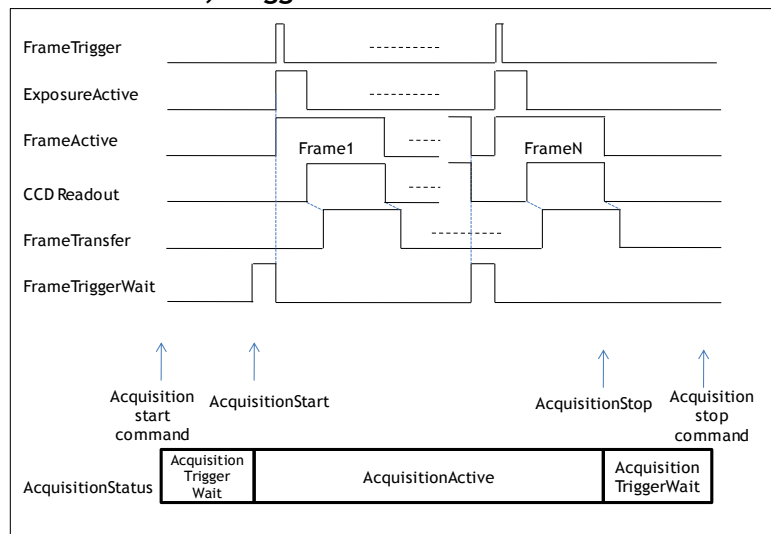 FrameTrigger
ExposureActive
FrameActive
Frame1
FrameN
CCD Readout
FrameTransfer
FrameTriggerWait
Acquisition
start
command
AcquisitionStart
AcquisitionStop
Acquisition
stop
command
AcquisitionStatus
Acquisition
Trigger
Wait
AcquisitionActive
Acquisition
TriggerWait